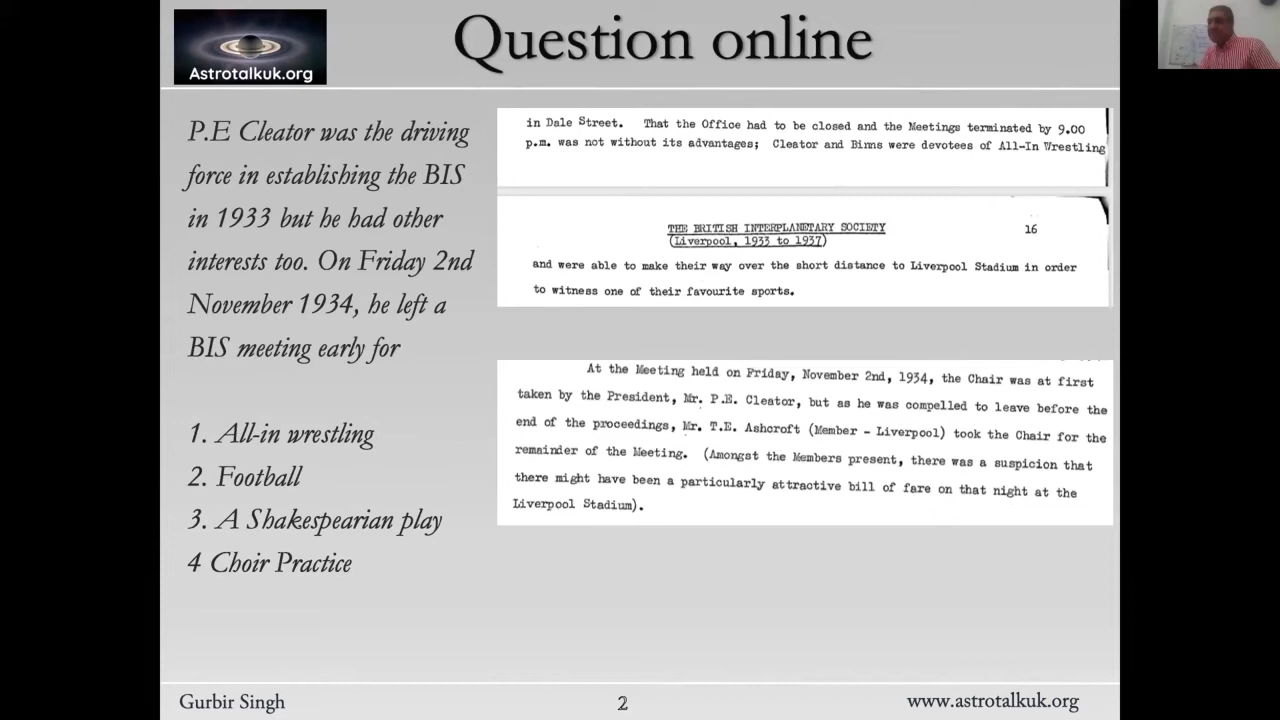 Question online
Astrotalkuk.org
P.E Cleator was the driving
force in establishing the BIS
in 1933 but he had other
interests too. On Friday 2nd
November 1934, he left a
BIS meeting early for
1. All-in wrestling
2. Football
3. A Shakespearian play
4 Choir Practice
in Dale Street. That the Office had to be closed and the Meetings terminated by 9.00
p.m. was not without its advantages; Cleator and Binns were devotees of All-In Wrestling
THE BRITISH INTERPLANETARY SOCIETY
16
(Liverpool, 1933 to 1937)
and were able to make their way over the short distance to Liverpool Stadium in order
to witness one of their favourite sports.
At the Meeting held on Friday, November 2nd, 1934, the Chair was at first
taken by the President, Mr. P.E. Cleator, but as he was compelled to leave before the
end of the proceedings, Mr. T.E. Ashcroft (Member - Liverpool) took the Chair for the
remainder of the Meeting. (Amongst the Members present, there was a suspicion that
there might have been a particularly attractive bill of fare on that night at the
Liverpool Stadium).
Gurbir Singh
2
www.astrotalkuk.org